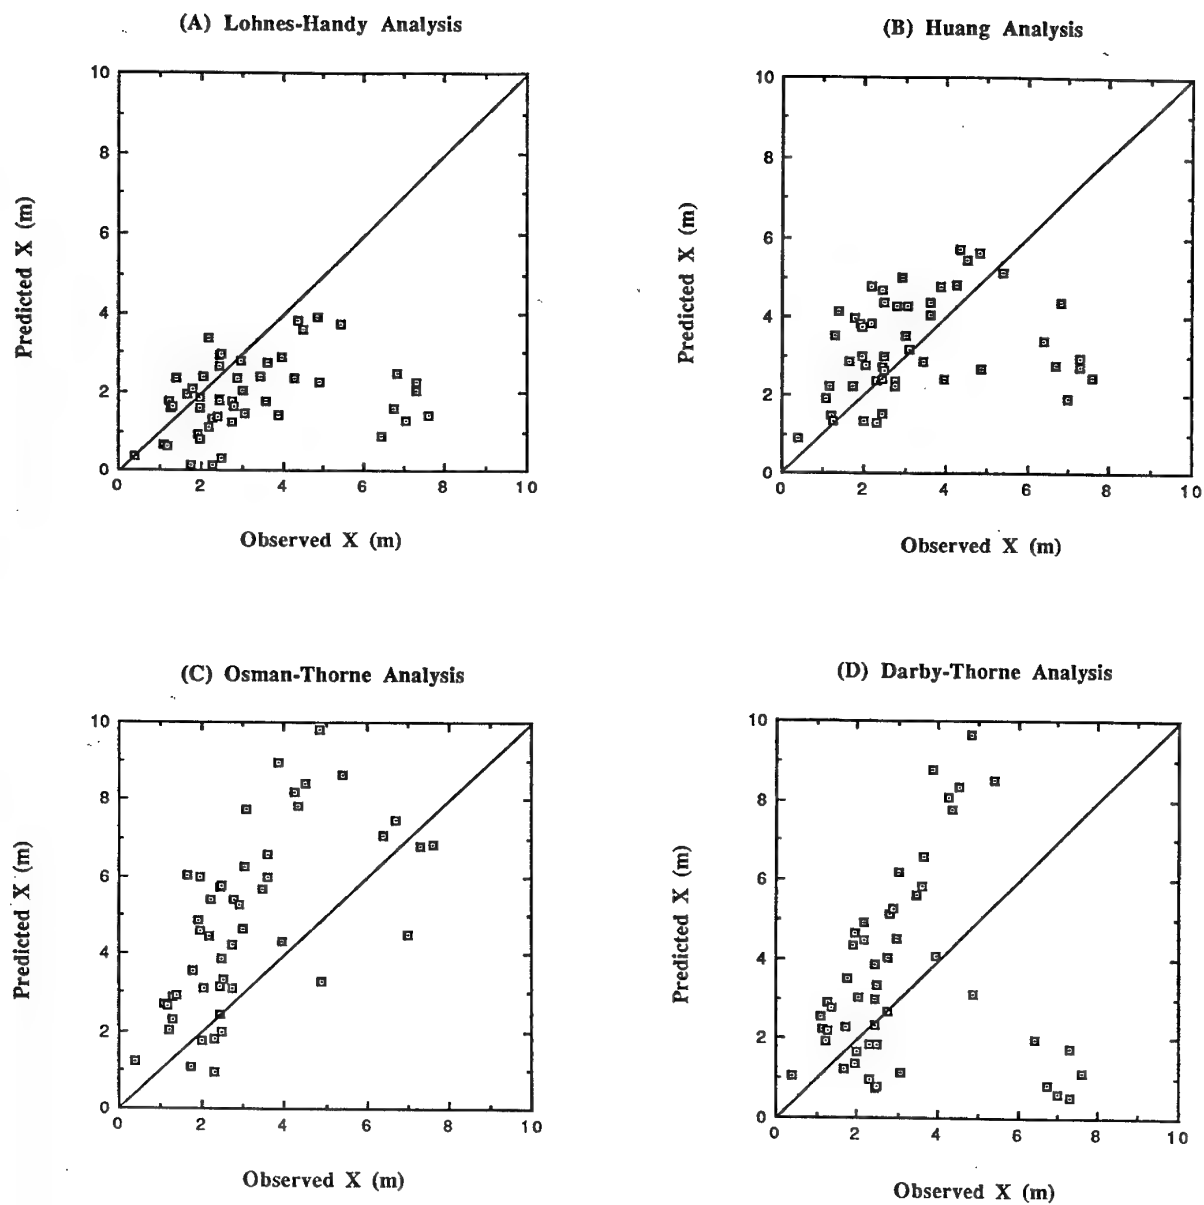 (A) Lohnes-Handy Analysis
10
8
6
4
2
0
Predicted X (m)
0 2 4 6 8 10
Observed X (m)
(B) Huang Analysis
10
8
6
4
2
0
Predicted X (m)
0 2 4 6 8 10
Observed X (m)
(C) Osman-Thorne Analysis
10
8
6
4
2
0
Predicted X (m)
0 2 4 6 8 10
Observed X (m)
(D) Darby-Thorne Analysis
10
8
6
4
2
0
Predicted X (m)
0 2 4 6 8 10
Observed X (m)